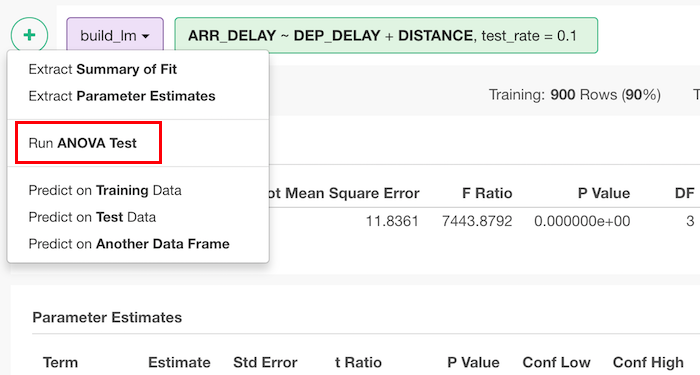 + build_lm ARR_DELAY ~ DEP_DELAY + DISTANCE, test_rate = 0.1
Extract Summary of Fit
Extract Parameter Estimates
Training: 900 Rows (90%) T
Run ANOVA Test
Predict on Training Data
ot Mean Square Error F Ratio P Value DF
Predict on Test Data
11.8361 7443.8792 0.000000e+00 3
Predict on Another Data Frame
Parameter Estimates
Term Estimate Std Error t Ratio P Value Conf Low Conf High